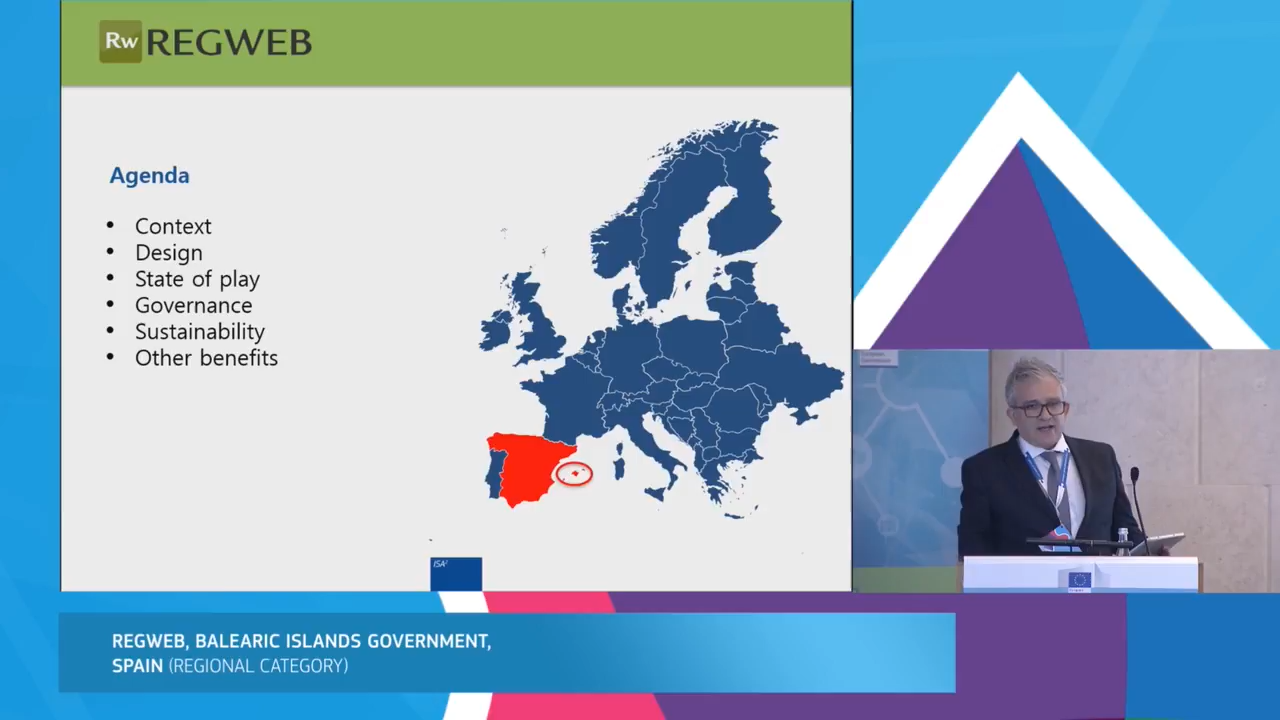 Rw REGWEB
Agenda
• Context
• Design
• State of play
• Governance
• Sustainability
• Other benefits
ISA²
REGWEB, BALEARIC ISLANDS GOVERNMENT,
SPAIN (REGIONAL CATEGORY)